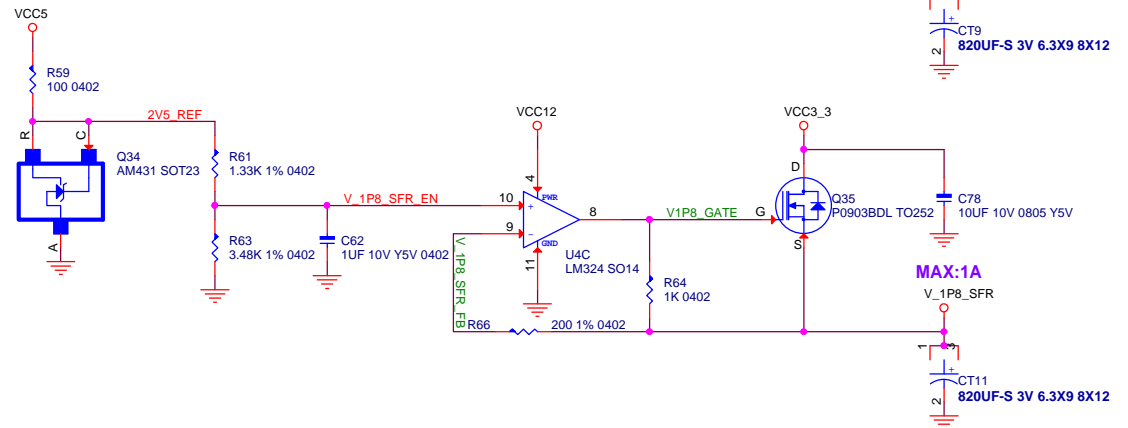 VCC5
CT9
820UF-S 3V 6.3X9 8X12
2
R59
100 0402
2V5_REF
R
C
Q34
AM431 SOT23
A
R61
1.33K 1% 0402
V_1P8_SFR_EN
R63
3.48K 1% 0402
C62
1UF 10V Y5V 0402
VCC12
4
PWR
10
+
9
-
8
GND
11
U4C
LM324 SO14
V_1P8_SFR_FB
R66
200 1% 0402
V1P8_GATE
R64
1K 0402
VCC3_3
D
G
S
Q35
P0903BDL TO252
C78
10UF 10V 0805 Y5V
MAX:1A
V_1P8_SFR
1
3
+
CT11
820UF-S 3V 6.3X9 8X12
2